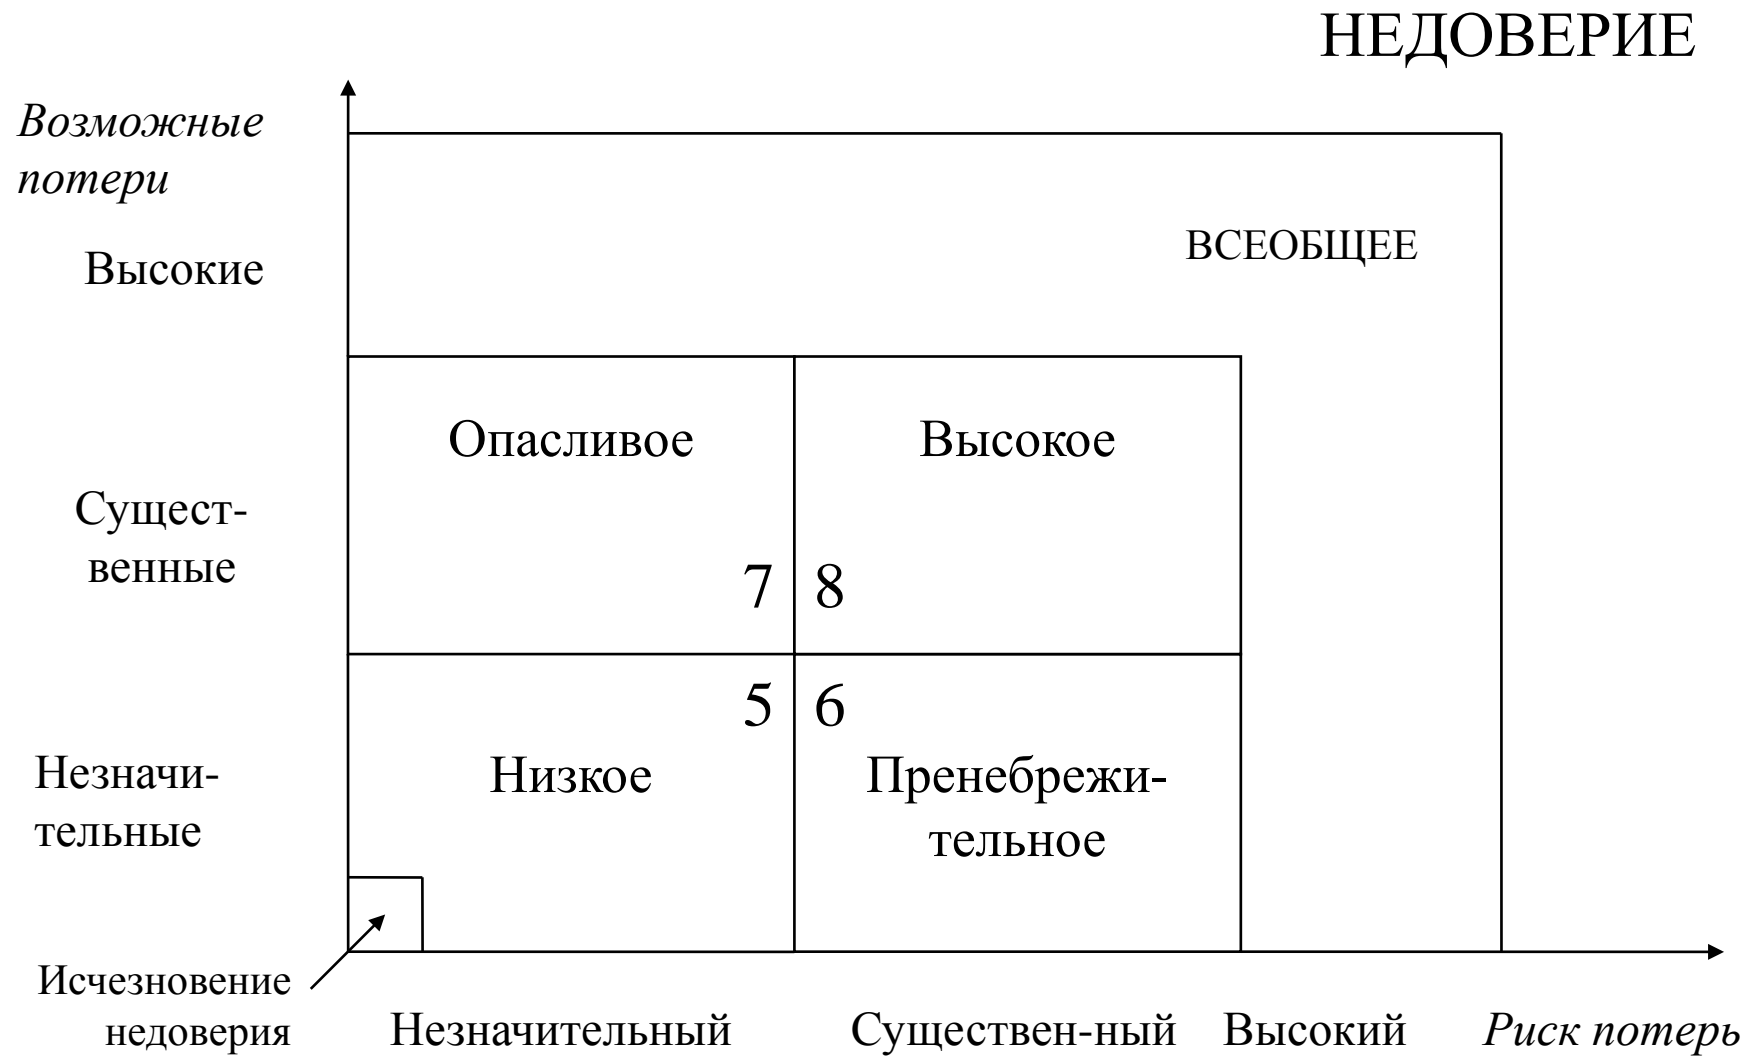 НЕДОВЕРИЕ
Возможные
потери
ВСЕОБЩЕЕ
Высокие
Опасливое
Высокое
Сущест-
венные
7
8
5
6
Незначи-
тельные
Низкое
Пренебрежи-
тельное
Исчезновение
недоверия
Незначительный
Существен-ный
Высокий
Риск потерь